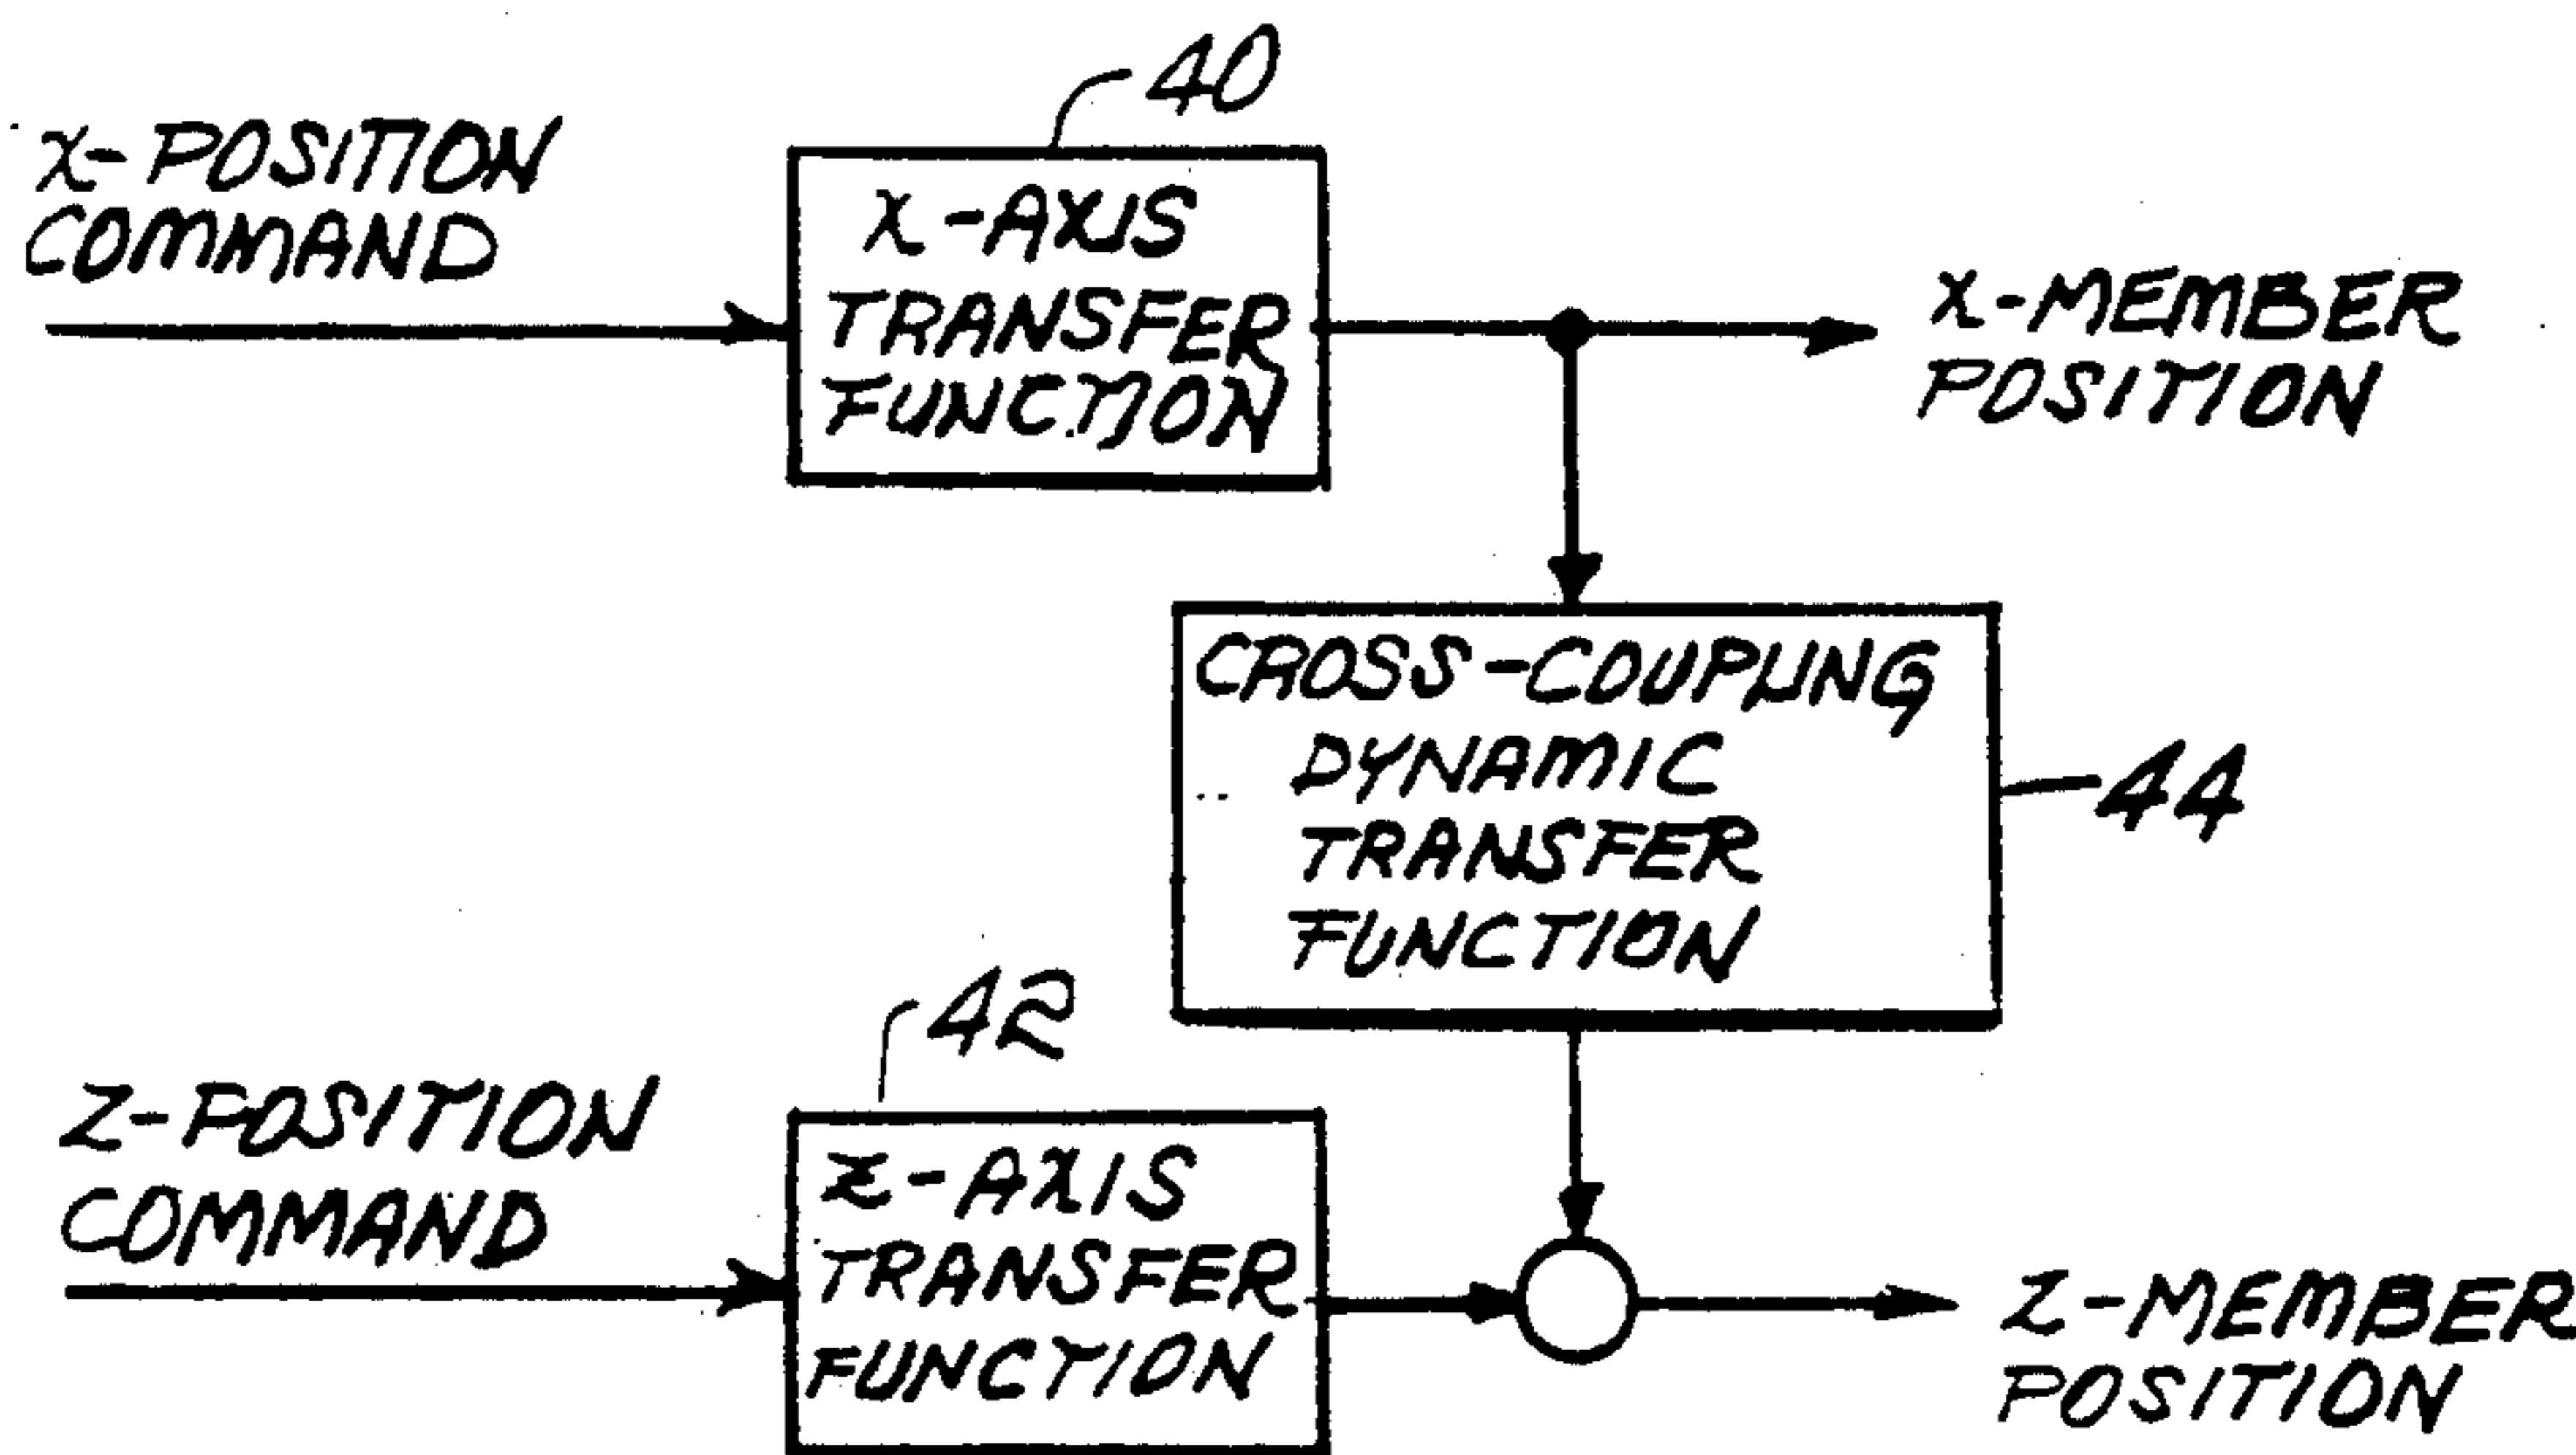 40
X-POSITION
COMMAND
X-AXIS
TRANSFER
FUNCTION
X-MEMBER
POSITION
CROSS-COUPLING
DYNAMIC
TRANSFER
FUNCTION
44
42
Z-POSITION
COMMAND
Z-AXIS
TRANSFER
FUNCTION
Z-MEMBER
POSITION